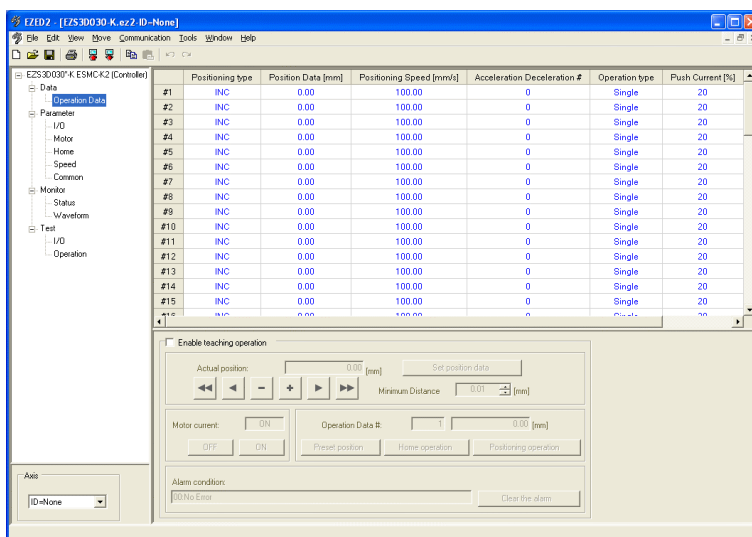 EZED2 - [EZS3D030-K.ez2-ID=None]
File Edit View Move Communication Tools Window Help
EZS3D030*-K ESMC-K2 (Controller)
Data
Operation Data
Parameter
I/O
Motor
Home
Speed
Common
Monitor
Status
Waveform
Test
I/O
Operation
Axis
ID=None
Positioning type Position Data [mm] Positioning Speed [mm/s] Acceleration Deceleration # Operation type Push Current [%]
#1 INC 0.00 100.00 0 Single 20
#2 INC 0.00 100.00 0 Single 20
#3 INC 0.00 100.00 0 Single 20
#4 INC 0.00 100.00 0 Single 20
#5 INC 0.00 100.00 0 Single 20
#6 INC 0.00 100.00 0 Single 20
#7 INC 0.00 100.00 0 Single 20
#8 INC 0.00 100.00 0 Single 20
#9 INC 0.00 100.00 0 Single 20
#10 INC 0.00 100.00 0 Single 20
#11 INC 0.00 100.00 0 Single 20
#12 INC 0.00 100.00 0 Single 20
#13 INC 0.00 100.00 0 Single 20
#14 INC 0.00 100.00 0 Single 20
#15 INC 0.00 100.00 0 Single 20
Enable teaching operation
Actual position: 0.00 [mm] Set position data
Minimum Distance 0.01 [mm]
Motor current: ON
OFF ON
Operation Data #: 1 0.00 [mm]
Preset position Home operation Positioning operation
Alarm condition:
00:No Error Clear the alarm